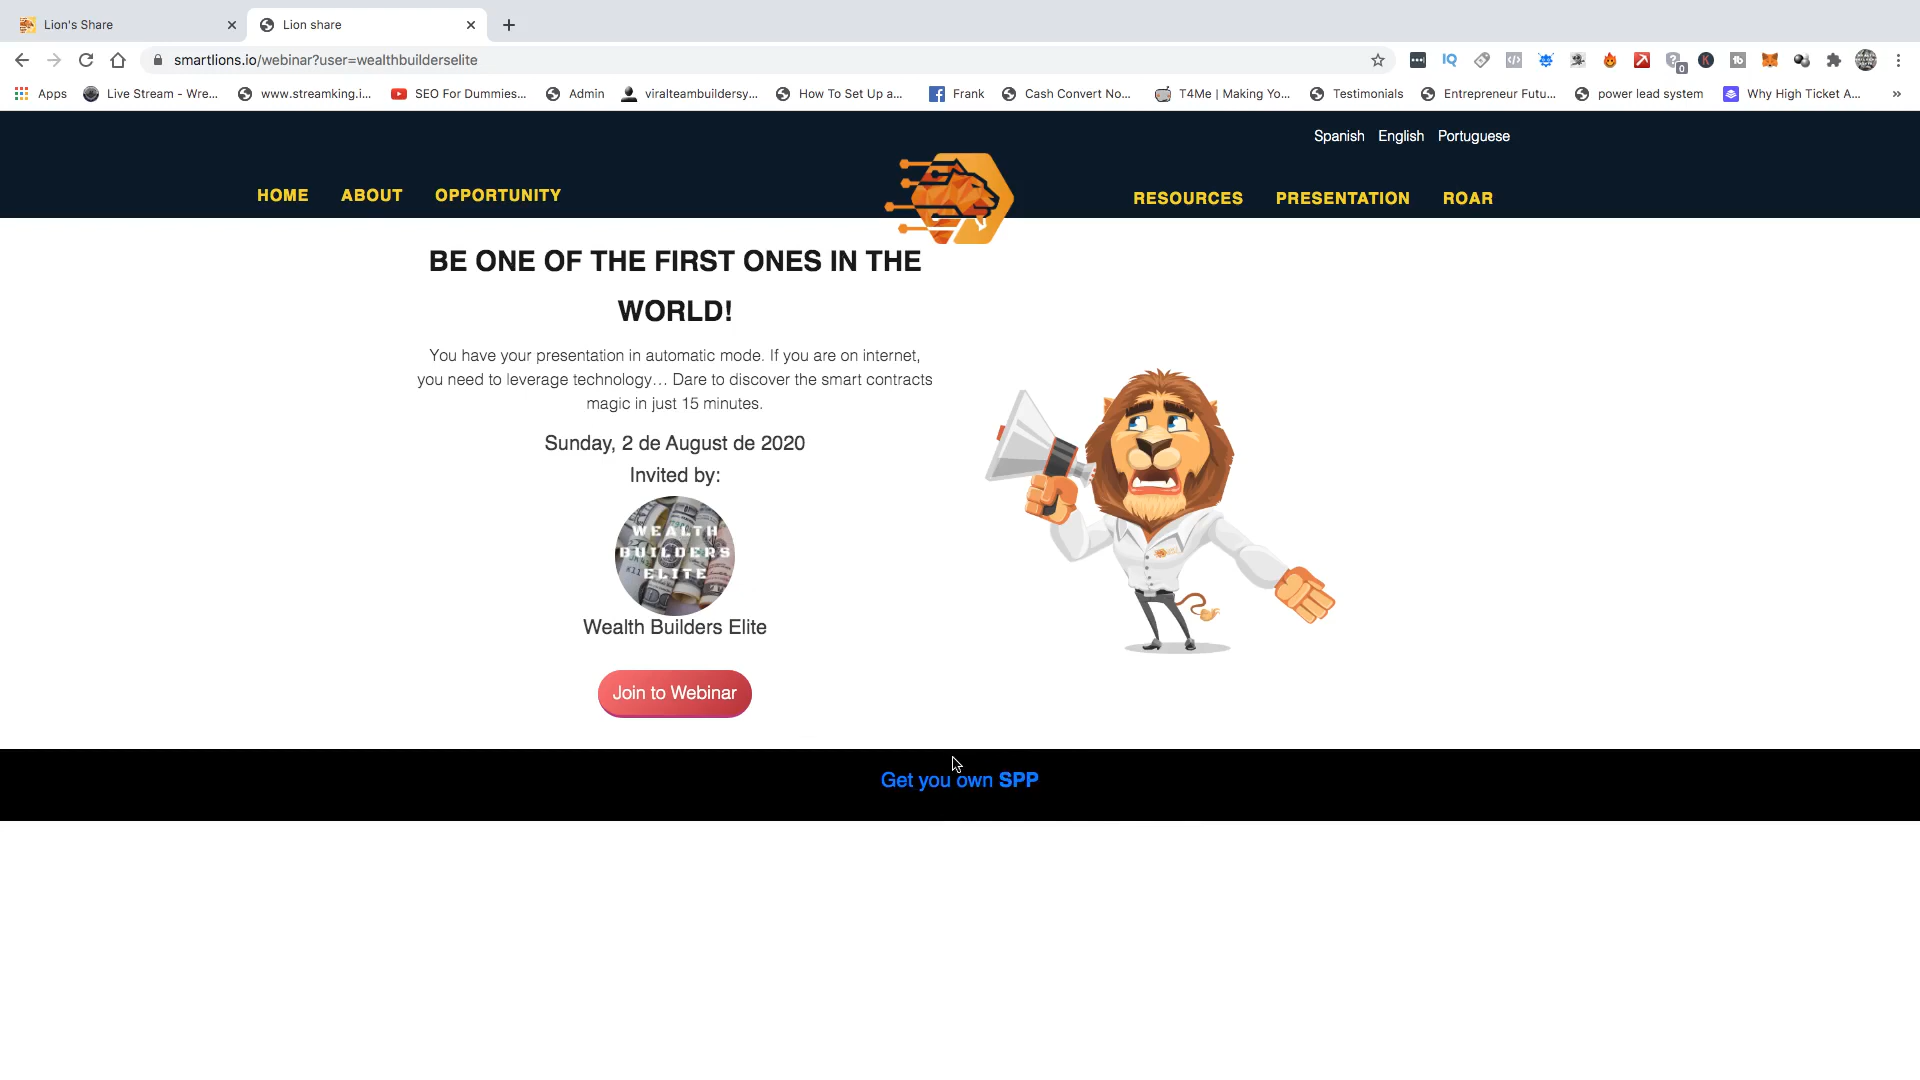 Lion's Share
Lion share
smartlions.io/webinar?user=wealthbuilderselite
IQ
0
K
tb
Apps
Live Stream - Wre...
www.streamking.i...
SEO For Dummies...
Admin
viralteambuildersy...
How To Set Up a...
Frank
Cash Convert No...
T4Me | Making Yo...
Testimonials
Entrepreneur Futu...
power lead system
Why High Ticket A...
»
Spanish English Portuguese
HOME ABOUT OPPORTUNITY
RESOURCES PRESENTATION ROAR
BE ONE OF THE FIRST ONES IN THE
WORLD!
You have your presentation in automatic mode. If you are on internet,
you need to leverage technology... Dare to discover the smart contracts
magic in just 15 minutes.
Sunday, 2 de August de 2020
Invited by:
WEALTH
BUILDERS
ELITE
Wealth Builders Elite
Join to Webinar
Get you own SPP